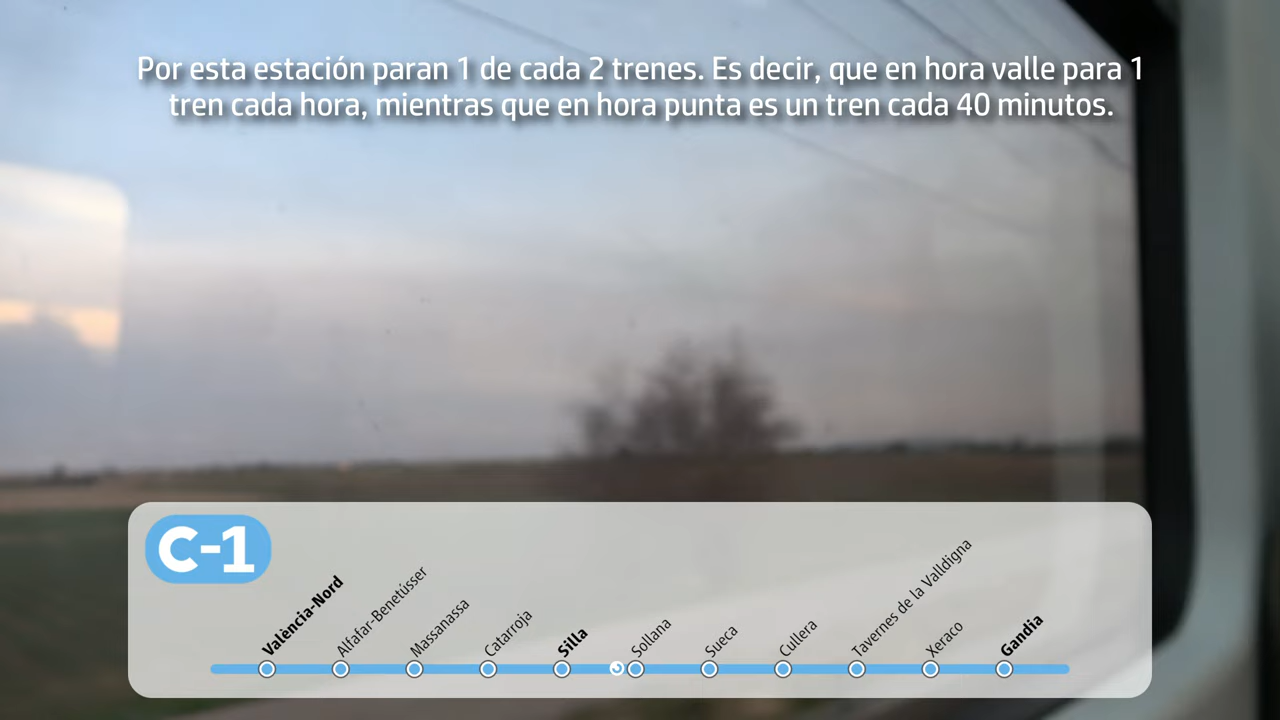 Por esta estación paran 1 de cada 2 trenes. Es decir, que en hora valle para 1
tren cada hora, mientras que en hora punta es un tren cada 40 minutos.
C-1
València-Nord
Alfafar-Benetússer
Massanassa
Catarroja
Silla
Sollana
Sueca
Cullera
Tavernes de la Valldigna
Xeraco
Gandia